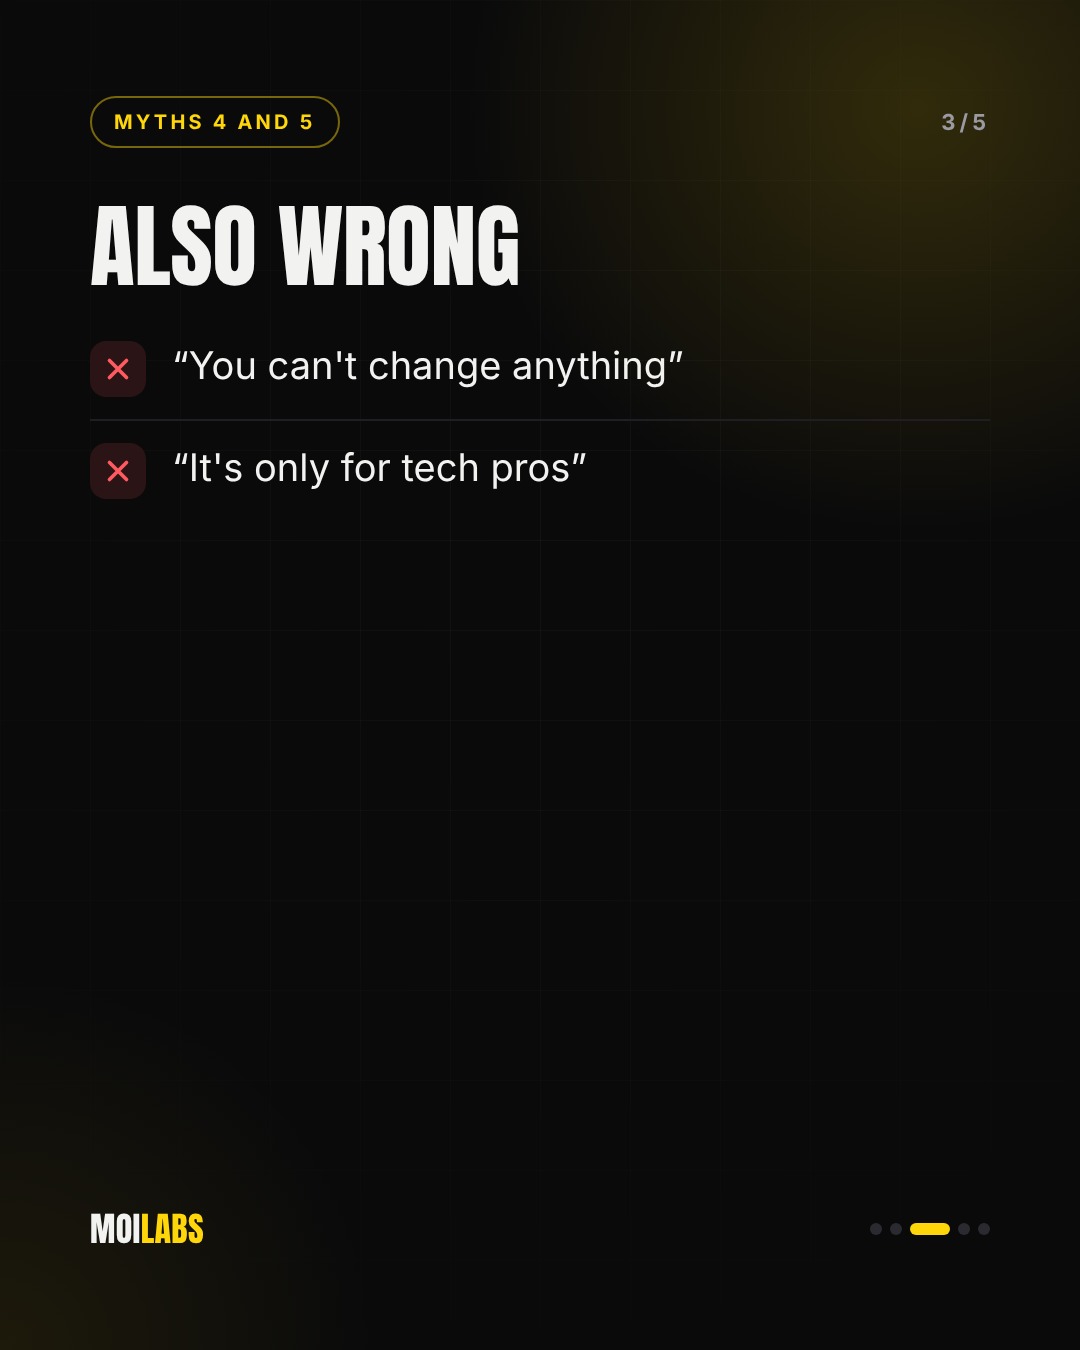 MYTHS 4 AND 5
3/5
ALSO WRONG
“You can't change anything”
“It's only for tech pros”
MOILABS